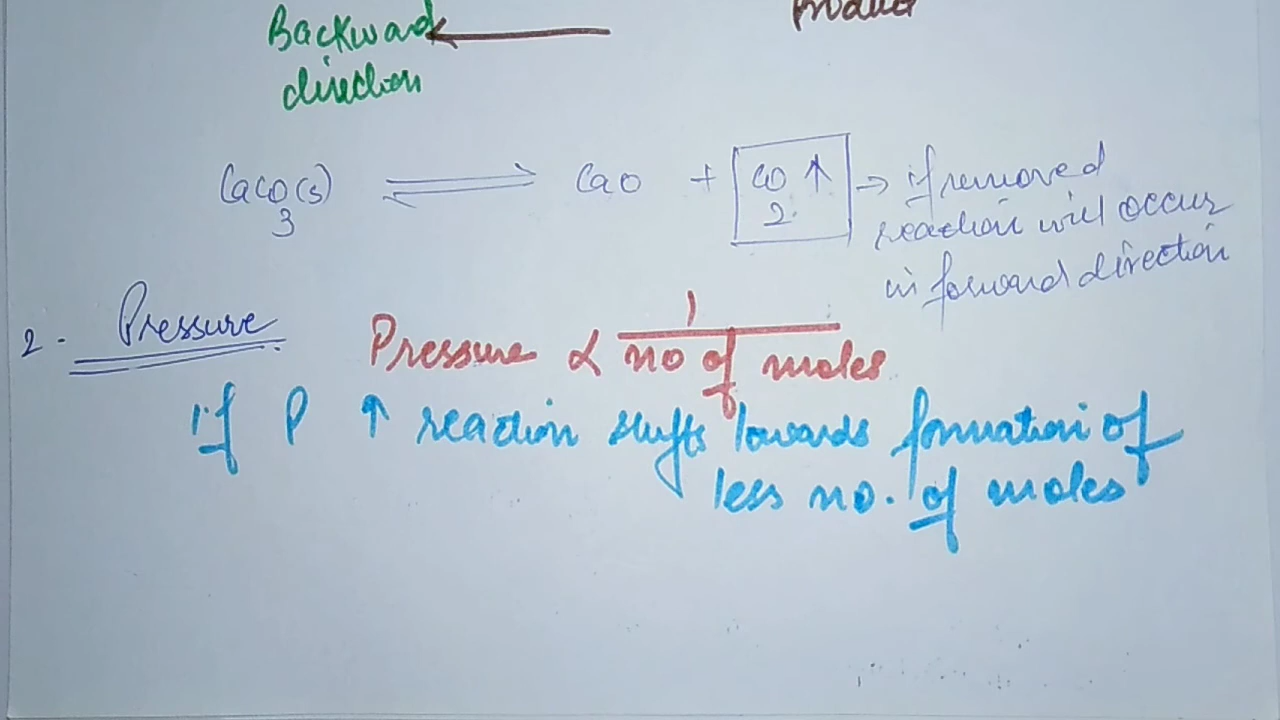 Backward
Product
direction
CaCO3(s) ⇌ CaO + CO2 ↑ → if removed
reaction will occur
in forward direction
2. Pressure
Pressure ∝ 1/no of moles
if P ↑ reaction shifts towards formation of
less no. of moles